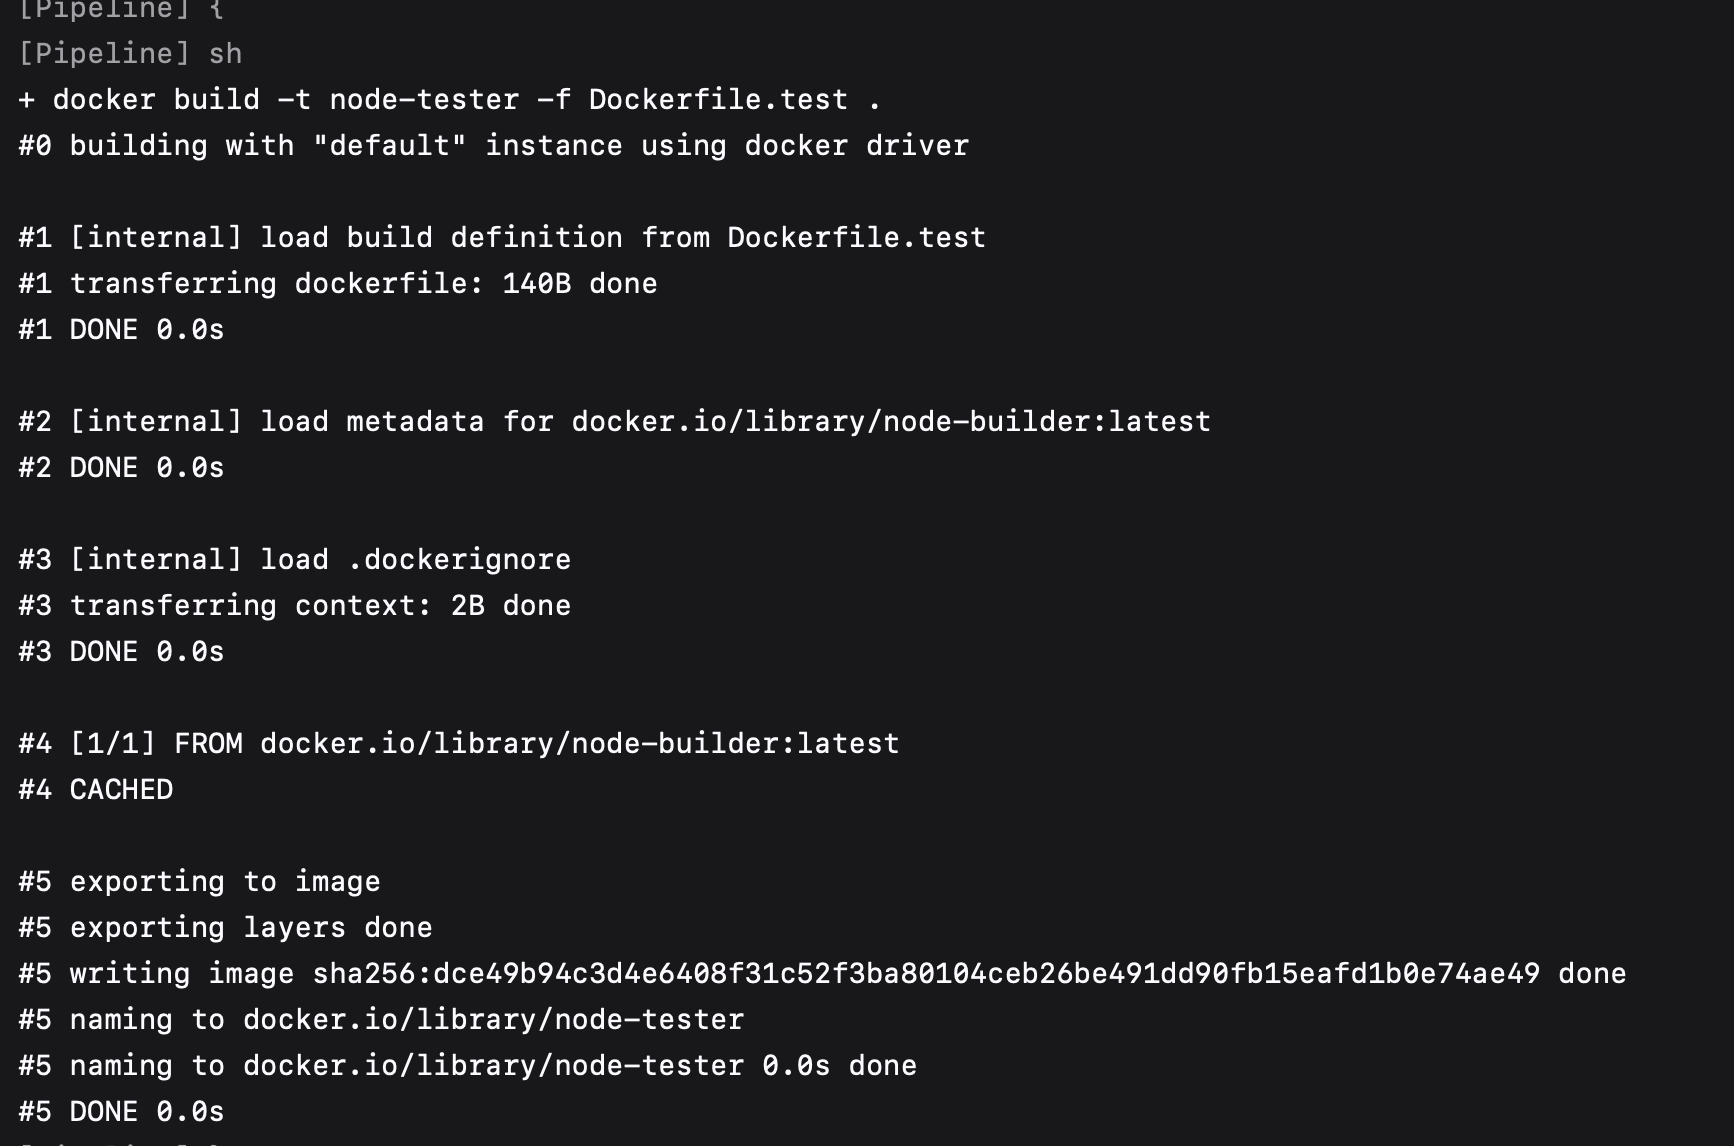 [Pipeline] {
[Pipeline] sh
+ docker build -t node-tester -f Dockerfile.test .
#0 building with "default" instance using docker driver
#1 [internal] load build definition from Dockerfile.test
#1 transferring dockerfile: 140B done
#1 DONE 0.0s
#2 [internal] load metadata for docker.io/library/node-builder:latest
#2 DONE 0.0s
#3 [internal] load .dockerignore
#3 transferring context: 2B done
#3 DONE 0.0s
#4 [1/1] FROM docker.io/library/node-builder:latest
#4 CACHED
#5 exporting to image
#5 exporting layers done
#5 writing image sha256:dce49b94c3d4e6408f31c52f3ba80104ceb26be491dd90fb15eafd1b0e74ae49 done
#5 naming to docker.io/library/node-tester
#5 naming to docker.io/library/node-tester 0.0s done
#5 DONE 0.0s